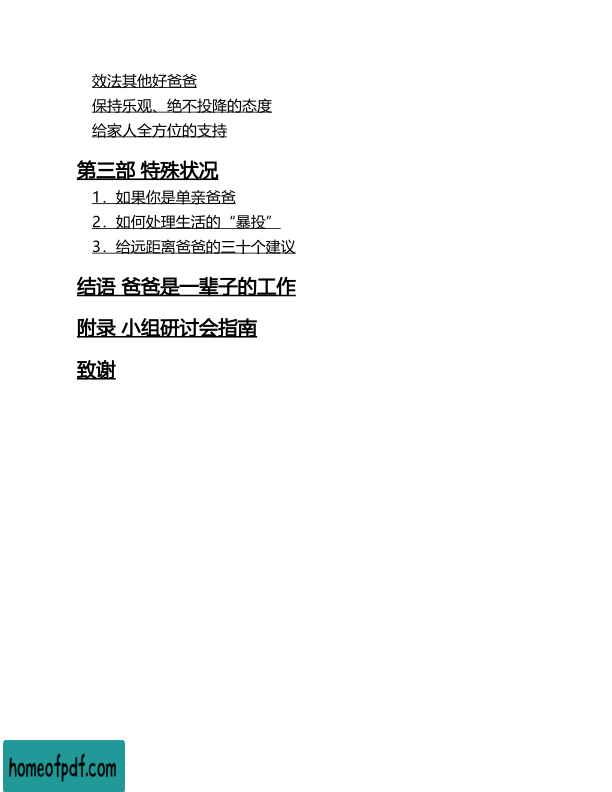 效法其他好爸爸
保持乐观、绝不投降的态度
给家人全方位的支持
第三部 特殊状况
1．如果你是单亲爸爸
2．如何处理生活的“暴投”
3．给远距离爸爸的三十个建议
结语 爸爸是一辈子的工作
附录 小组研讨会指南
致谢
homeofpdf.com